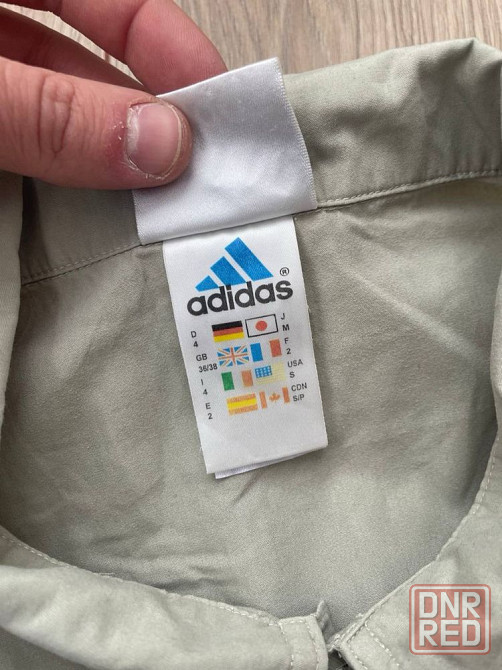 adidas®
D 4 J M
GB 36/38 F 2
I 4 USA S
E 2 CDN S/P
DNR
RED